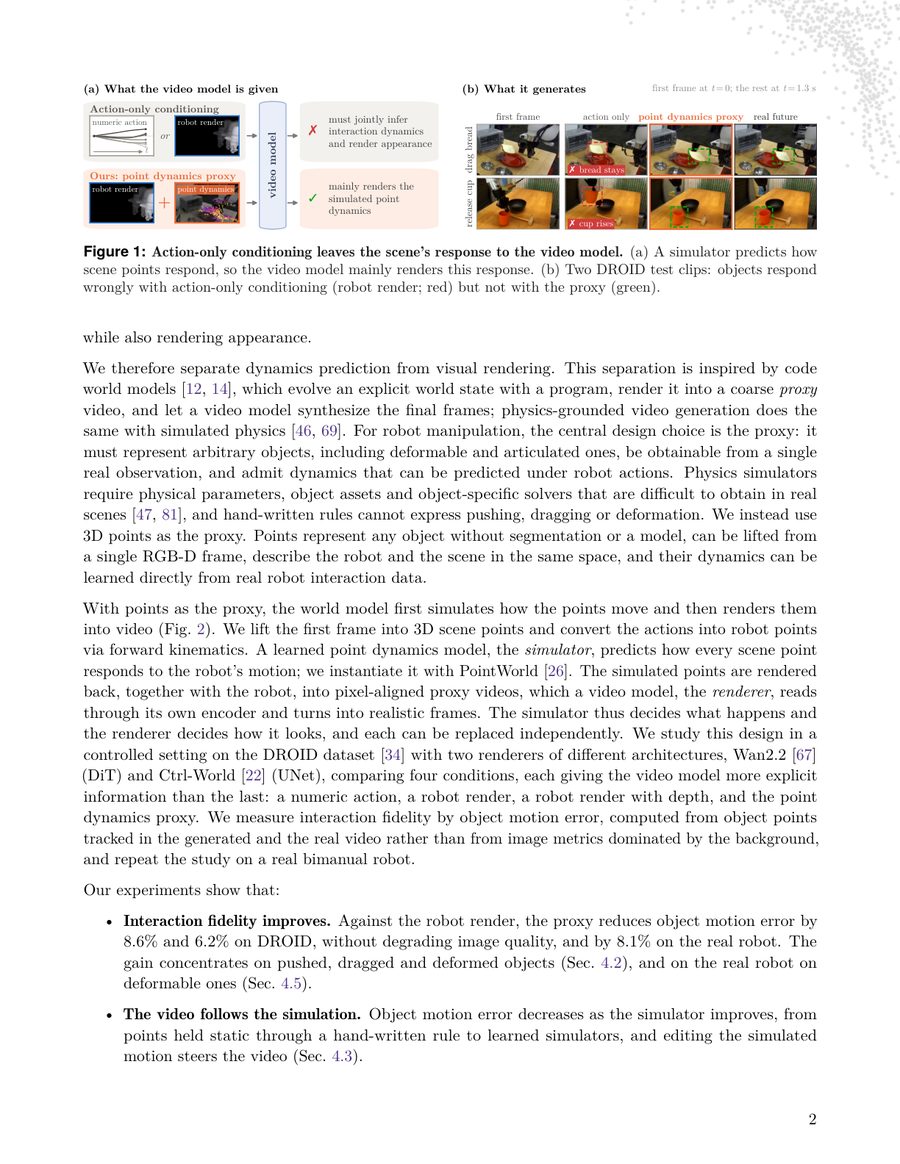 (a) What the video model is given
Action-only conditioning
numeric action
or
robot render
t
Ours: point dynamics proxy
robot render
+
point dynamics
video model
✗
must jointly infer
interaction dynamics
and render appearance
✓
mainly renders the
simulated point
dynamics
(b) What it generates
first frame at t=0; the rest at t=1.3 s
first frame
action only
point dynamics proxy
real future
drag bread
✗ bread stays
release cup
✗ cup rises
Figure 1: Action-only conditioning leaves the scene's response to the video model. (a) A simulator predicts how
scene points respond, so the video model mainly renders this response. (b) Two DROID test clips: objects respond
wrongly with action-only conditioning (robot render; red) but not with the proxy (green).
while also rendering appearance.
We therefore separate dynamics prediction from visual rendering. This separation is inspired by code
world models [12, 14], which evolve an explicit world state with a program, render it into a coarse proxy
video, and let a video model synthesize the final frames; physics-grounded video generation does the
same with simulated physics [46, 69]. For robot manipulation, the central design choice is the proxy: it
must represent arbitrary objects, including deformable and articulated ones, be obtainable from a single
real observation, and admit dynamics that can be predicted under robot actions. Physics simulators
require physical parameters, object assets and object-specific solvers that are difficult to obtain in real
scenes [47, 81], and hand-written rules cannot express pushing, dragging or deformation. We instead use
3D points as the proxy. Points represent any object without segmentation or a model, can be lifted from
a single RGB-D frame, describe the robot and the scene in the same space, and their dynamics can be
learned directly from real robot interaction data.
With points as the proxy, the world model first simulates how the points move and then renders them
into video (Fig. 2). We lift the first frame into 3D scene points and convert the actions into robot points
via forward kinematics. A learned point dynamics model, the simulator, predicts how every scene point
responds to the robot's motion; we instantiate it with PointWorld [26]. The simulated points are rendered
back, together with the robot, into pixel-aligned proxy videos, which a video model, the renderer, reads
through its own encoder and turns into realistic frames. The simulator thus decides what happens and
the renderer decides how it looks, and each can be replaced independently. We study this design in a
controlled setting on the DROID dataset [34] with two renderers of different architectures, Wan2.2 [67]
(DiT) and Ctrl-World [22] (UNet), comparing four conditions, each giving the video model more explicit
information than the last: a numeric action, a robot render, a robot render with depth, and the point
dynamics proxy. We measure interaction fidelity by object motion error, computed from object points
tracked in the generated and the real video rather than from image metrics dominated by the background,
and repeat the study on a real bimanual robot.
Our experiments show that:
• Interaction fidelity improves. Against the robot render, the proxy reduces object motion error by
8.6% and 6.2% on DROID, without degrading image quality, and by 8.1% on the real robot. The
gain concentrates on pushed, dragged and deformed objects (Sec. 4.2), and on the real robot on
deformable ones (Sec. 4.5).
• The video follows the simulation. Object motion error decreases as the simulator improves, from
points held static through a hand-written rule to learned simulators, and editing the simulated
motion steers the video (Sec. 4.3).
2